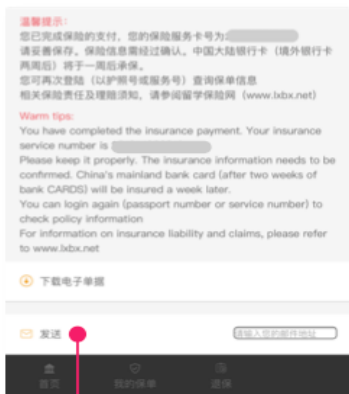 温馨提示：
您已完成保险的支付，您的保险服务卡号为:
请妥善保存。保险信息需经过确认。中国大陆银行卡（境外银行卡
两周后）将于一周后承保。
您可再次登陆（以护照号或服务号）查询保单信息
相关保险责任及理赔须知，请参阅留学保险网（www.lxbx.net）
Warm tips:
You have completed the insurance payment. Your insurance
service number is
Please keep it properly. The insurance information needs to be
confirmed. China's mainland bank card (after two weeks of
bank CARDS) will be insured a week later.
You can login again (passport number or service number) to
check policy information
For information on insurance liability and claims, please refer
to www.lxbx.net
下载电子单据
发送 请输入您的邮件地址
首页 我的保单 退保